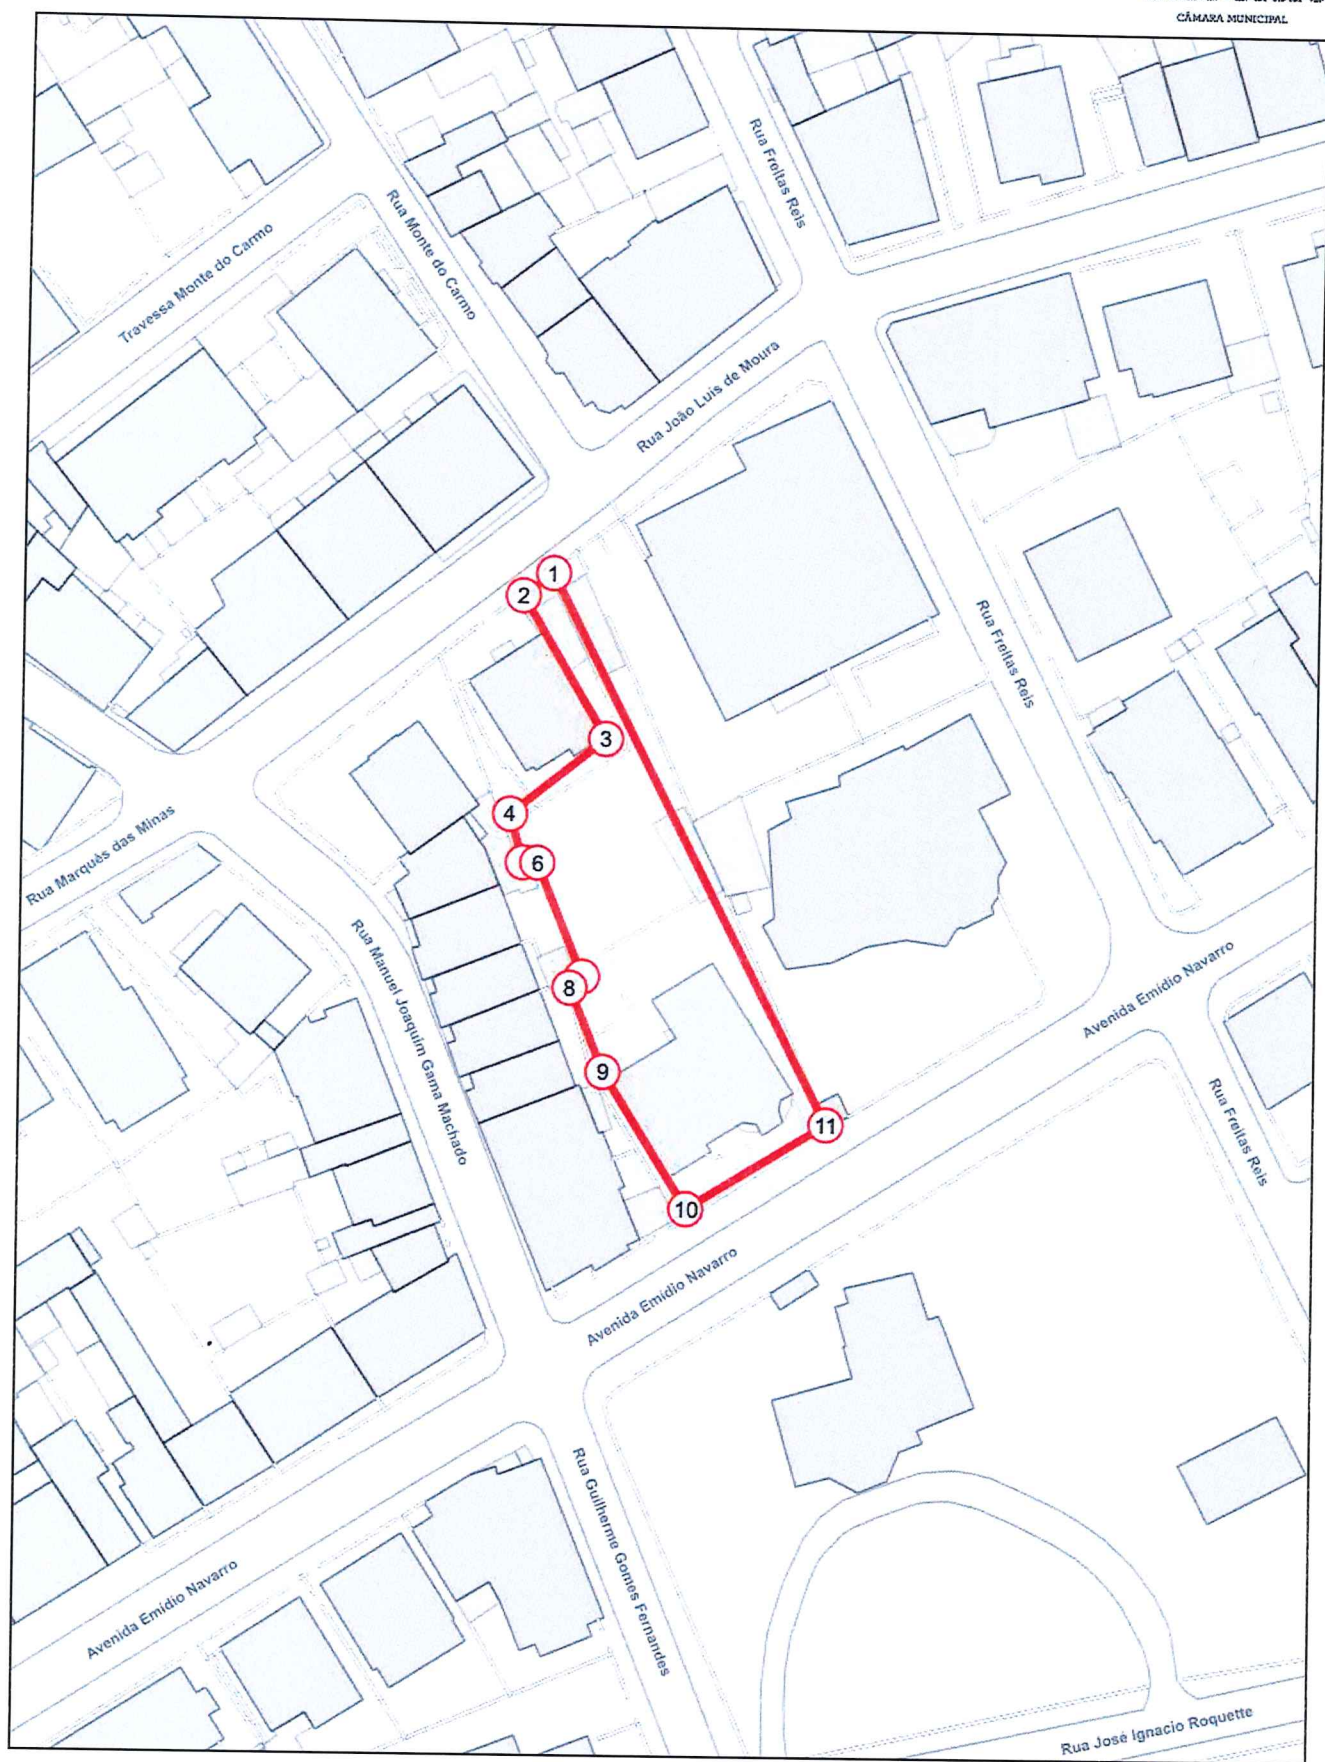 CÂMARA MUNICIPAL
Rua Freitas Reis
Rua Monte do Carmo
Travessa Monte do Carmo
Rua João Luis de Moura
1
2
Rua Freitas Reis
3
4
6
Rua Marquês das Minas
Rua Manuel Joaquim Gama Machado
8
Avenida Emídio Navarro
9
11
Rua Freitas Reis
10
Avenida Emídio Navarro
Rua Guilherme Gomes Fernandes
Avenida Emídio Navarro
Rua José Ignacio Roquette